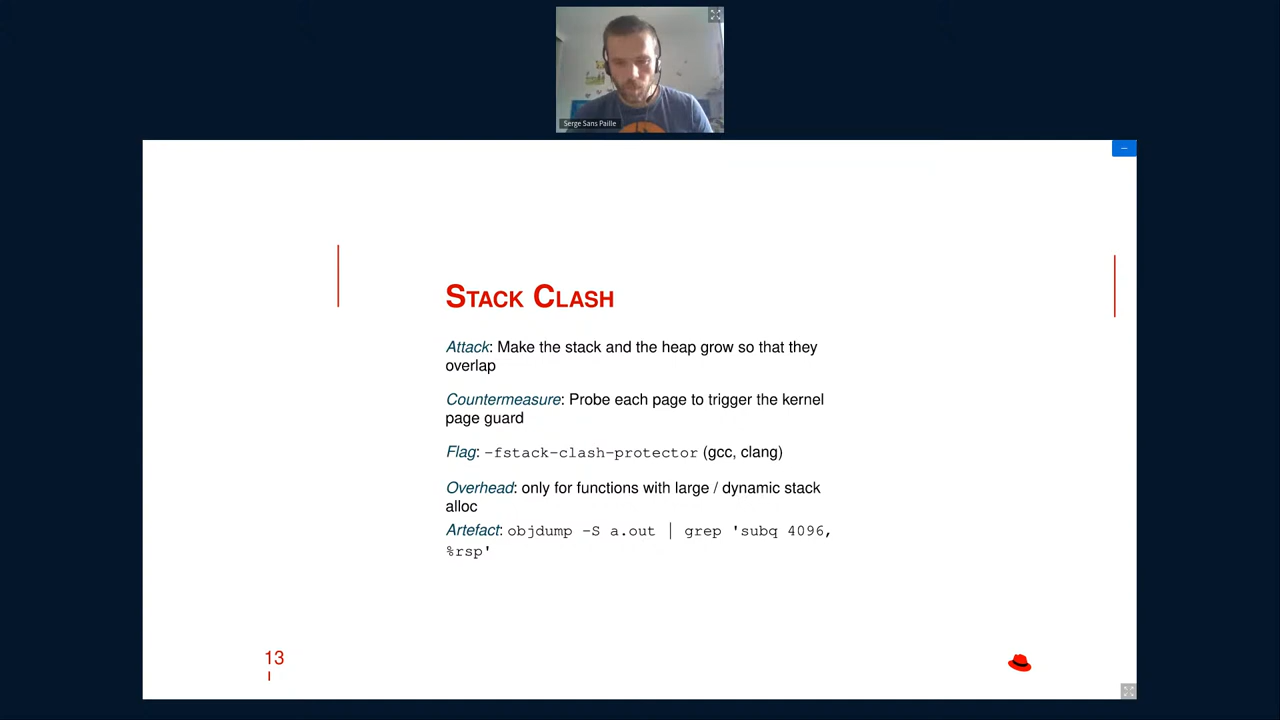 Serge Sans Paille
STACK CLASH
Attack: Make the stack and the heap grow so that they
overlap
Countermeasure: Probe each page to trigger the kernel
page guard
Flag: -fstack-clash-protector (gcc, clang)
Overhead: only for functions with large / dynamic stack
alloc
Artefact: objdump -S a.out | grep 'subq 4096,
%rsp'
13